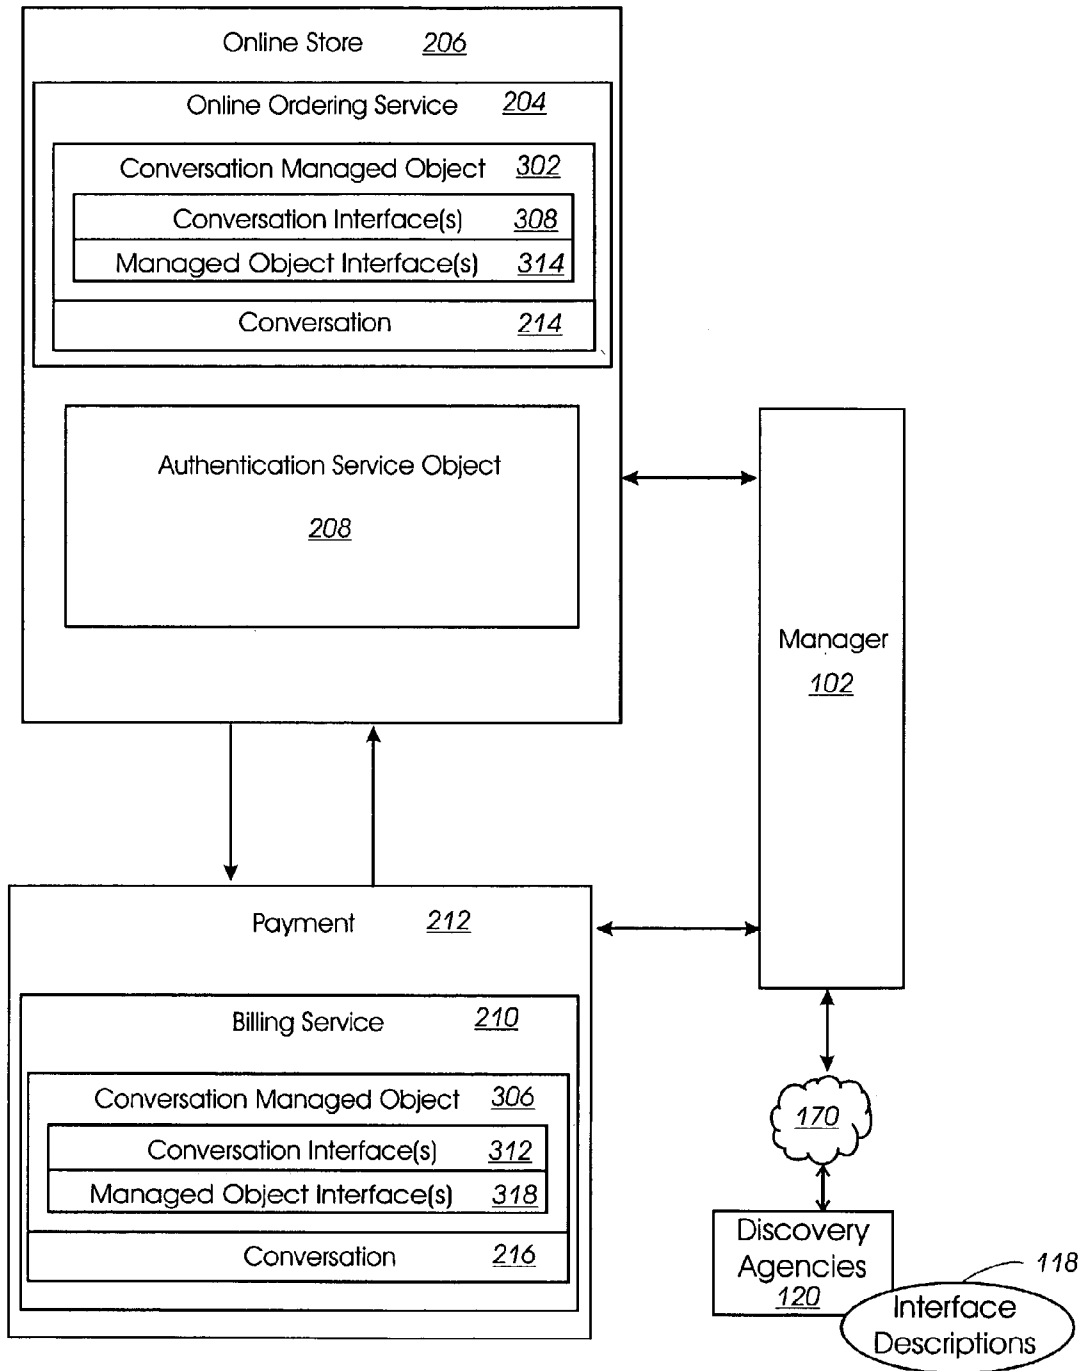 Online Store 206
Online Ordering Service 204
Conversation Managed Object 302
Conversation Interface(s) 308
Managed Object Interface(s) 314
Conversation 214
Authentication Service Object
208
Manager
102
Payment 212
Billing Service 210
Conversation Managed Object 306
Conversation Interface(s) 312
Managed Object Interface(s) 318
Conversation 216
170
Discovery
Agencies
120
118
Interface
Descriptions